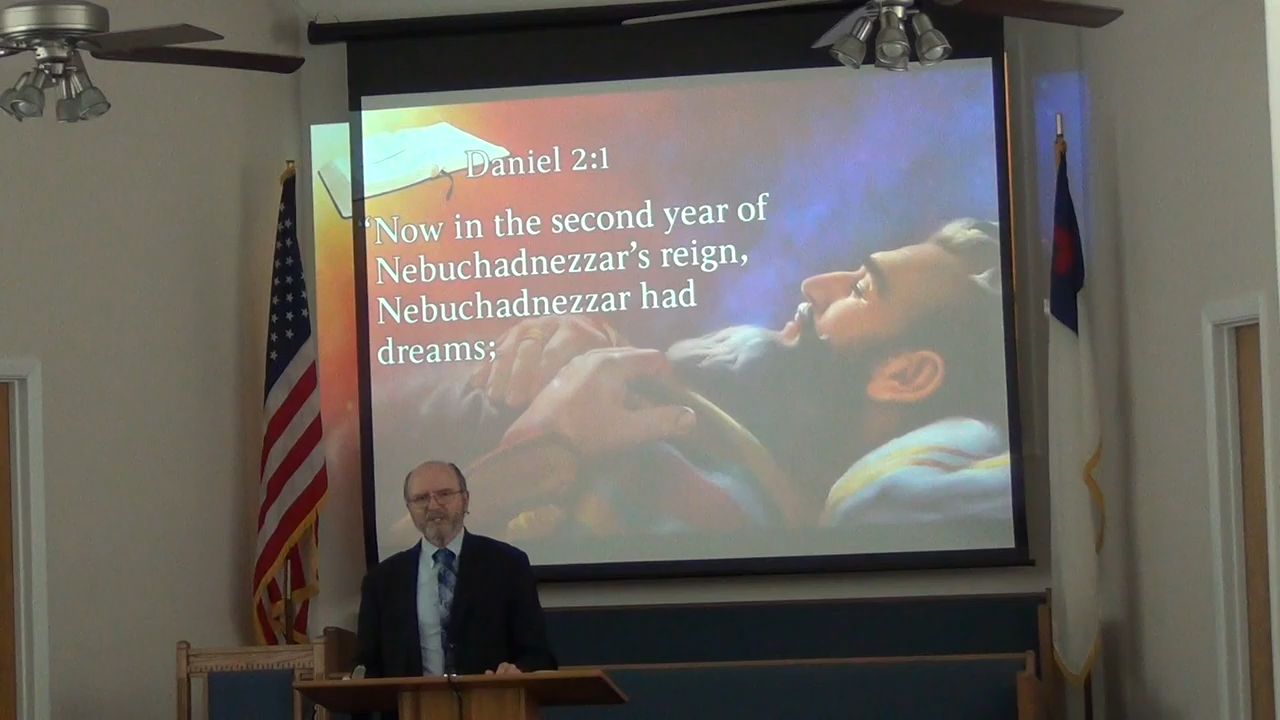 Daniel 2:1
“Now in the second year of
Nebuchadnezzar’s reign,
Nebuchadnezzar had
dreams;